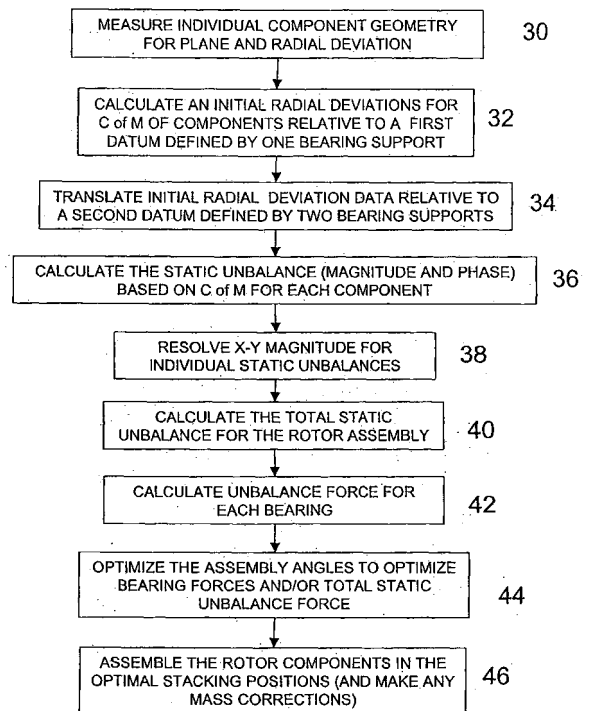 MEASURE INDIVIDUAL COMPONENT GEOMETRY
FOR PLANE AND RADIAL DEVIATION
30
CALCULATE AN INITIAL RADIAL DEVIATIONS FOR
C of M OF COMPONENTS RELATIVE TO A FIRST
DATUM DEFINED BY ONE BEARING SUPPORT
32
TRANSLATE INITIAL RADIAL DEVIATION DATA RELATIVE TO
A SECOND DATUM DEFINED BY TWO BEARING SUPPORTS
34
CALCULATE THE STATIC UNBALANCE (MAGNITUDE AND PHASE)
BASED ON C of M FOR EACH COMPONENT
36
RESOLVE X-Y MAGNITUDE FOR
INDIVIDUAL STATIC UNBALANCES
38
CALCULATE THE TOTAL STATIC
UNBALANCE FOR THE ROTOR ASSEMBLY
40
CALCULATE UNBALANCE FORCE FOR
EACH BEARING
42
OPTIMIZE THE ASSEMBLY ANGLES TO OPTIMIZE
BEARING FORCES AND/OR TOTAL STATIC
UNBALANCE FORCE
44
ASSEMBLE THE ROTOR COMPONENTS IN THE
OPTIMAL STACKING POSITIONS (AND MAKE ANY
MASS CORRECTIONS)
46